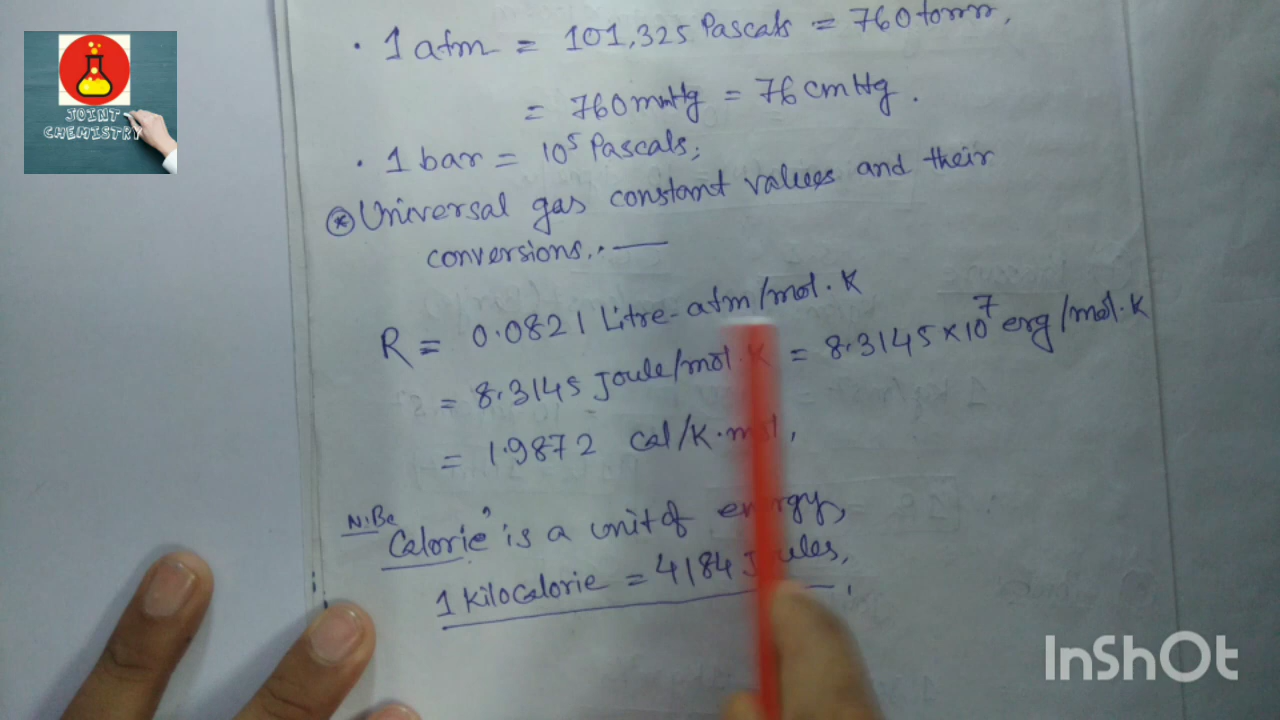 JOINT
CHEMISTRY
· 1 atm = 101,325 Pascals = 760 torr,
= 760 mmHg = 76 cmHg.
· 1 bar = 10⁵ Pascals;
⊛ Universal gas constant values and their
conversions. —
R = 0.0821 Litre-atm/mol·K
= 8.3145 Joule/mol·K = 8.3145×10⁷ erg/mol·K
= 1.9872 cal/K·mol,
N.B. "Calorie" is a unit of energy,
1 Kilocalorie = 4184 Joules,
InShOt